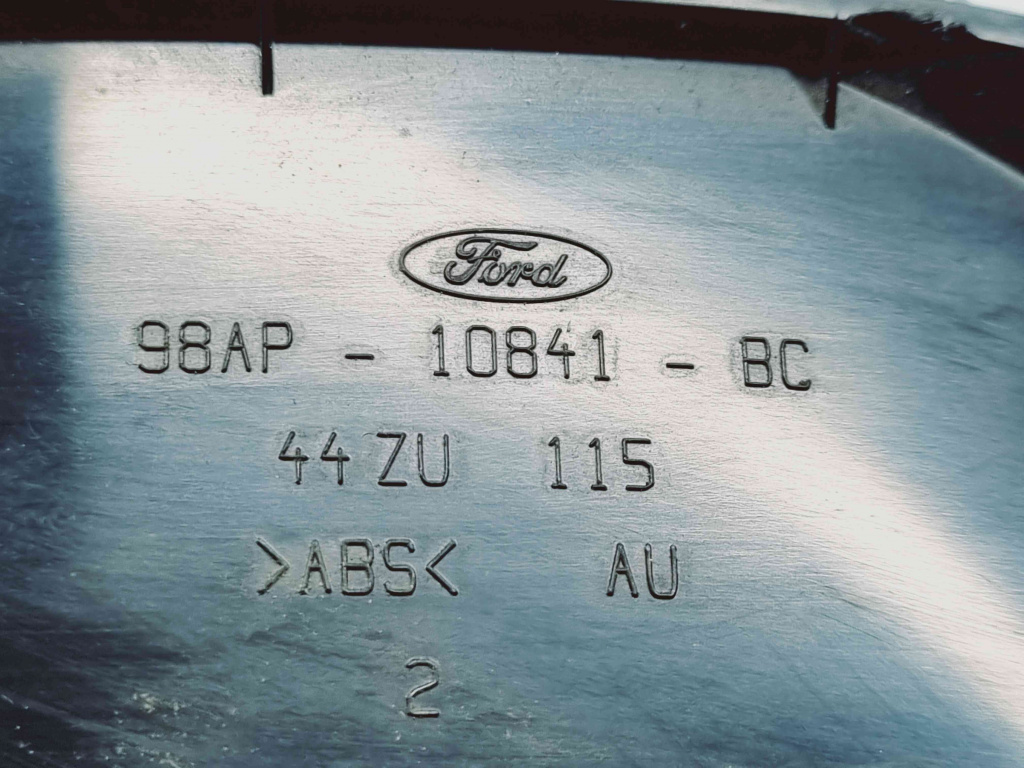 Ford
98AP - 10841 - BC
44 ZU 115
>ABS< AU
2